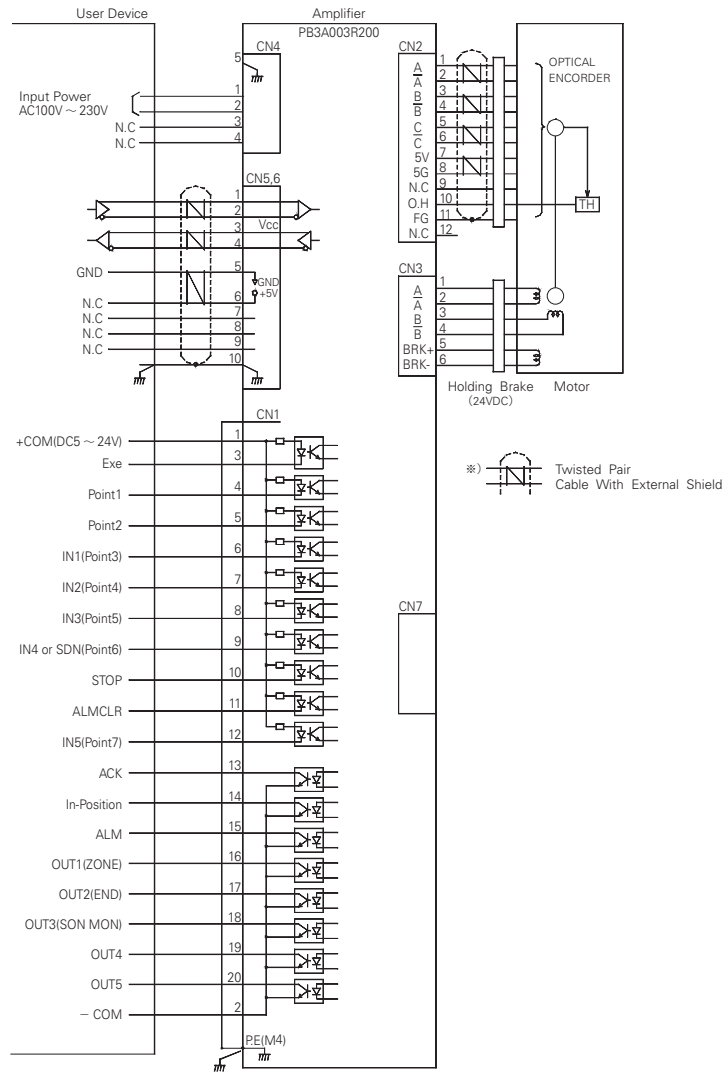 User Device
Amplifier
PB3A003R200
CN4
5
1
2
3
4
Input Power
AC100V ～ 230V
N.C
N.C
CN5,6
1
2
3
4
5
6
7
8
9
10
Vcc
GND
+5V
GND
N.C
N.C
N.C
N.C
CN2
A
A
B
B
C
C
5V
5G
N.C
O.H
FG
N.C
1
2
3
4
5
6
7
8
9
10
11
12
OPTICAL
ENCORDER
TH
CN3
A
A
B
B
BRK+
BRK-
1
2
3
4
5
6
Holding Brake
(24VDC)
Motor
※)
Twisted Pair
Cable With External Shield
CN1
+COM(DC5 ～ 24V) 1
Exe 3
Point1 4
Point2 5
IN1(Point3) 6
IN2(Point4) 7
IN3(Point5) 8
IN4 or SDN(Point6) 9
STOP 10
ALMCLR 11
IN5(Point7) 12
ACK 13
In-Position 14
ALM 15
OUT1(ZONE) 16
OUT2(END) 17
OUT3(SON MON) 18
OUT4 19
OUT5 20
− COM 2
P.E(M4)
CN7